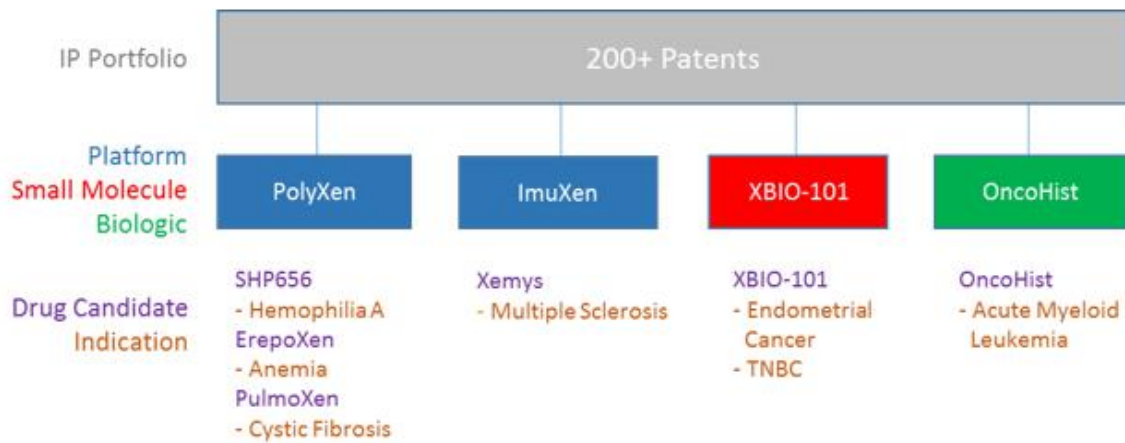 IP Portfolio
200+ Patents
Platform
Small Molecule
Biologic
PolyXen
ImuXen
XBIO-101
OncoHist
Drug Candidate
Indication
SHP656
- Hemophilia A
ErepoXen
- Anemia
PulmoXen
- Cystic Fibrosis
Xemys
- Multiple Sclerosis
XBIO-101
- Endometrial
Cancer
- TNBC
OncoHist
- Acute Myeloid
Leukemia